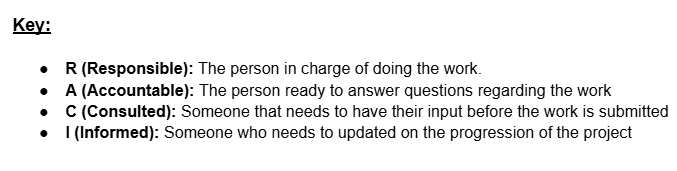 Key:
● R (Responsible): The person in charge of doing the work.
● A (Accountable): The person ready to answer questions regarding the work
● C (Consulted): Someone that needs to have their input before the work is submitted
● I (Informed): Someone who needs to updated on the progression of the project